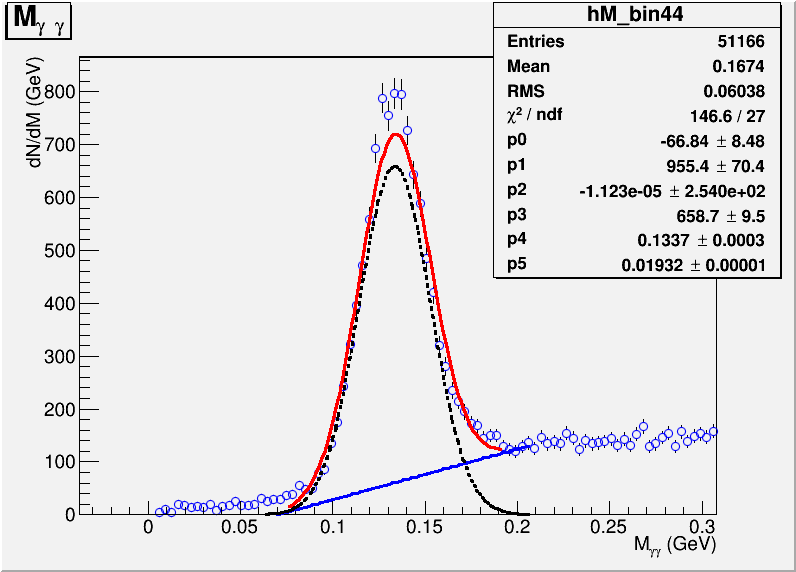 M γ γ
hM_bin44
Entries 51166
Mean 0.1674
RMS 0.06038
χ² / ndf 146.6 / 27
p0 -66.84 ± 8.48
p1 955.4 ± 70.4
p2 -1.123e-05 ± 2.540e+02
p3 658.7 ± 9.5
p4 0.1337 ± 0.0003
p5 0.01932 ± 0.00001
dN/dM (GeV)
800
700
600
500
400
300
200
100
0
0 0.05 0.1 0.15 0.2 0.25 0.3
Mγγ (GeV)